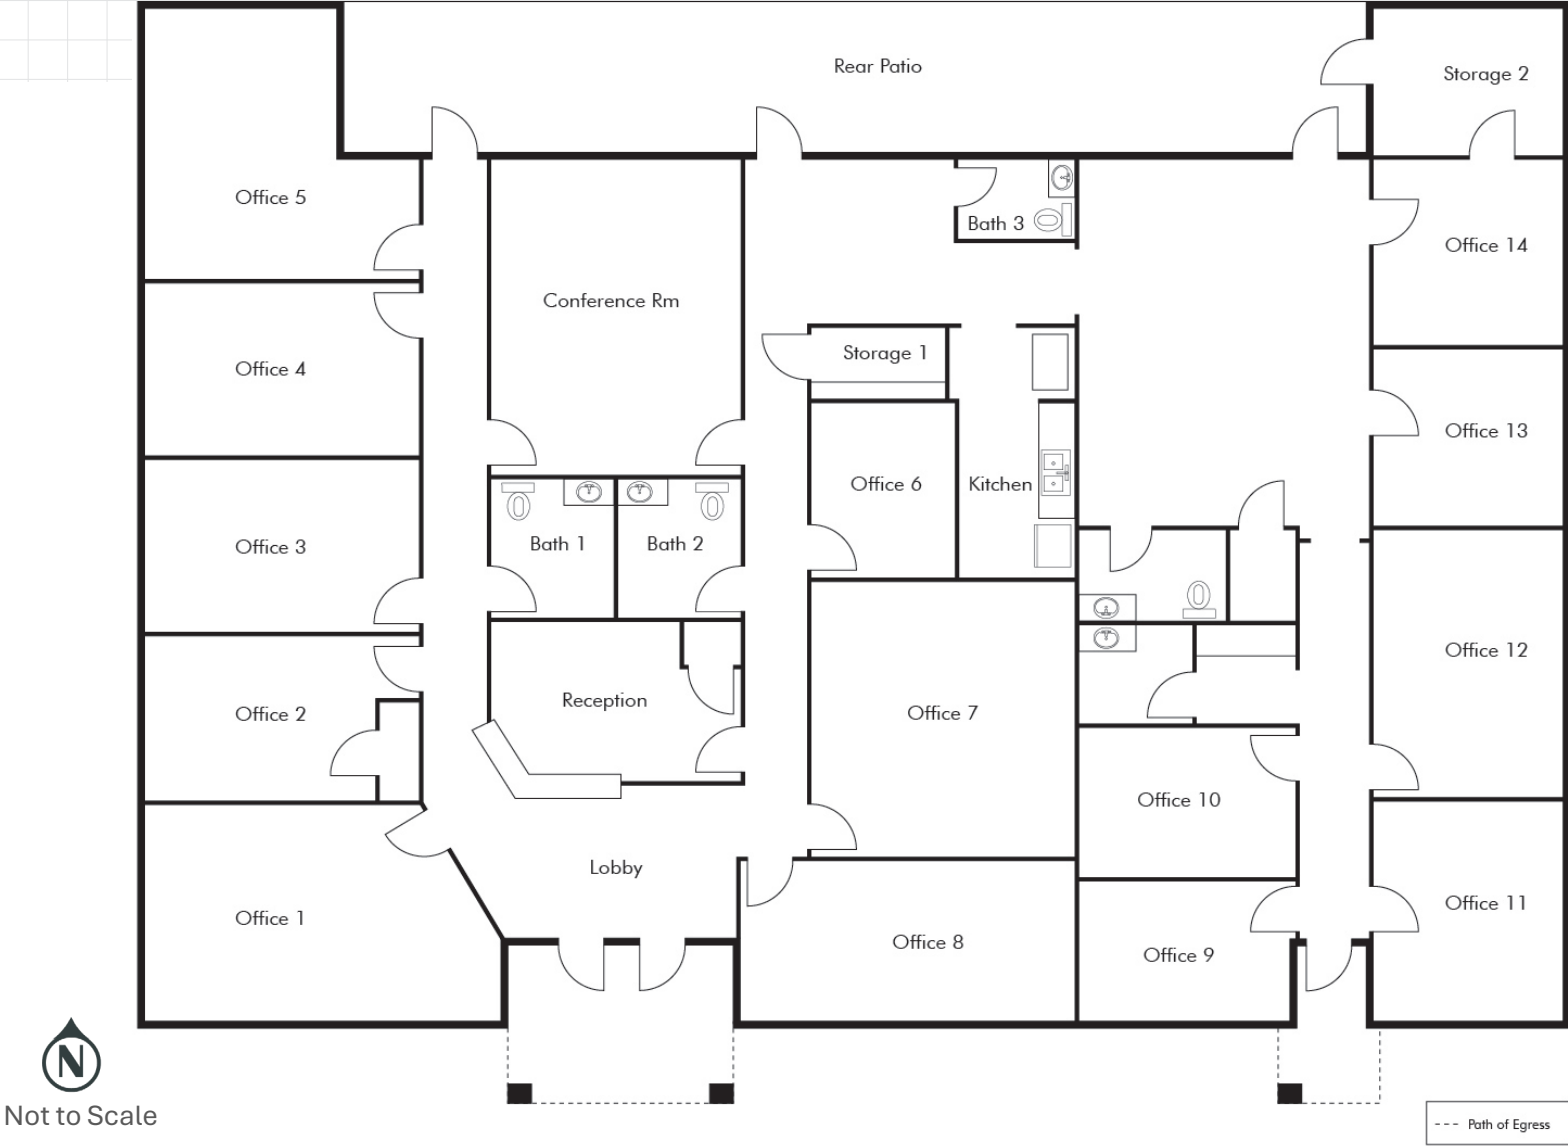 Rear Patio
Storage 2
Office 5
Bath 3
Office 14
Conference Rm
Storage 1
Office 4
Office 13
Office 6
Kitchen
Office 3
Bath 1
Bath 2
Office 12
Reception
Office 7
Office 2
Office 10
Lobby
Office 11
Office 1
Office 8
Office 9
N
Not to Scale
Path of Egress